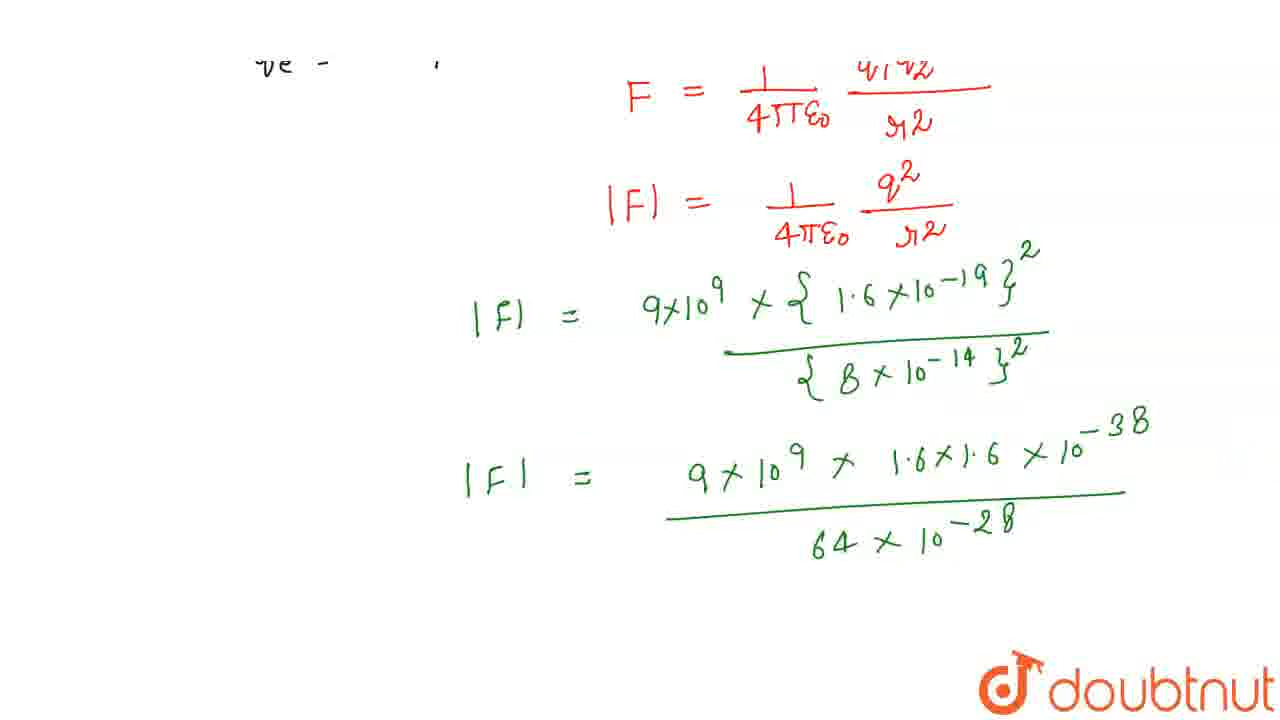 qe =
F = 1/4πε₀ q₁q₂/r2
|F| = 1/4πε₀ q²/r2
|F| = 9×10⁹ × {1.6×10⁻¹⁹}²/{8×10⁻¹⁴}²
|F| = 9×10⁹ × 1.6×1.6×10⁻³⁸/64×10⁻²⁸
doubtnut